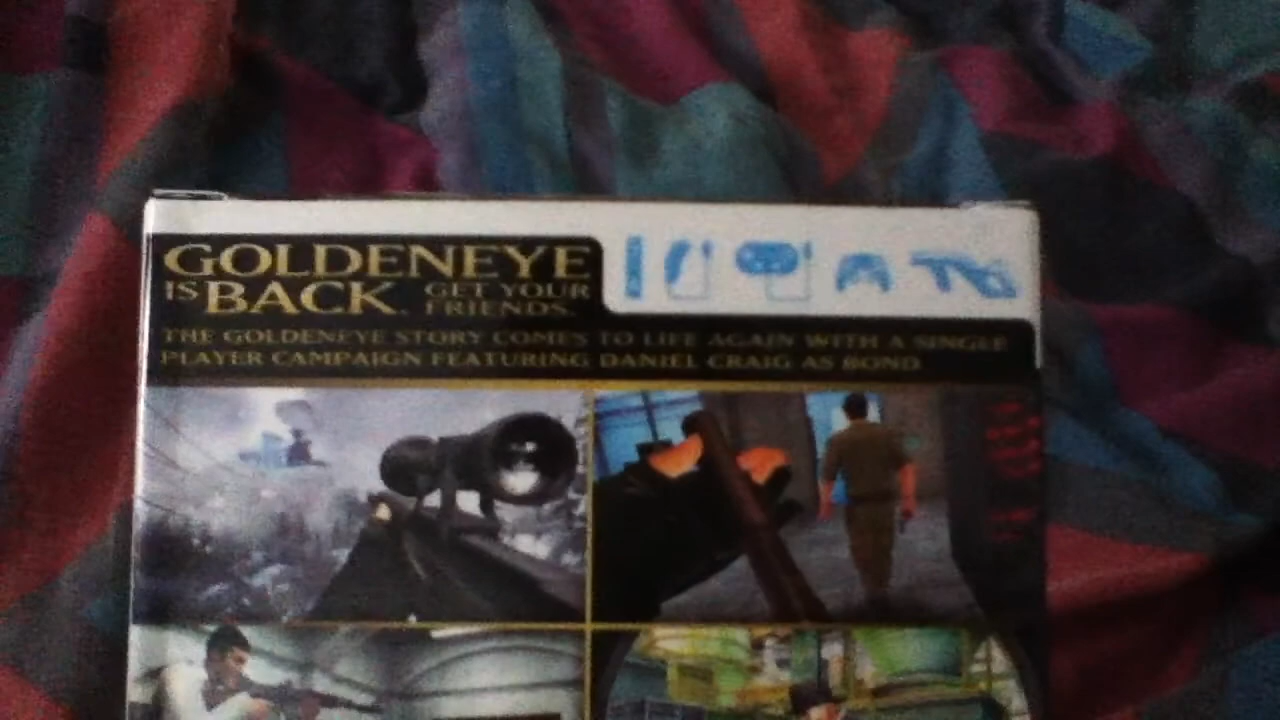 GOLDENEYE
IS BACK. GET YOUR
FRIENDS.
THE GOLDENEYE STORY COMES TO LIFE AGAIN WITH A SINGLE
PLAYER CAMPAIGN FEATURING DANIEL CRAIG AS BOND.